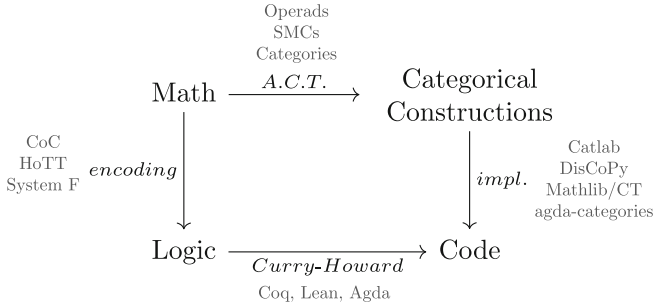 Operads
SMCs
Categories
A.C.T.
Math
Categorical
Constructions
CoC
HoTT
System F
encoding
impl.
Catlab
DisCoPy
Mathlib/CT
agda-categories
Logic
Code
Curry-Howard
Coq, Lean, Agda